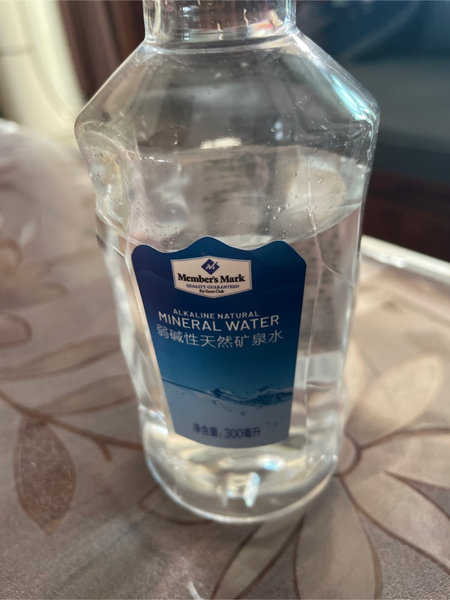 Member's Mark
QUALITY GUARANTEED
By Sam's Club
ALKALINE NATURAL
MINERAL WATER
弱碱性天然矿泉水
净含量: 300毫升